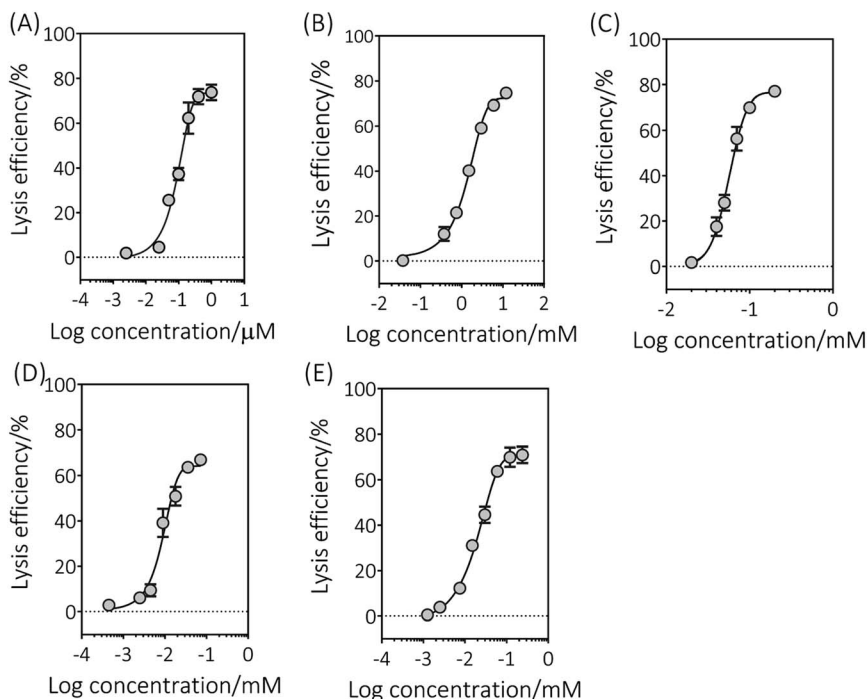 (A)
100
80
60
40
20
0
Lysis efficiency/%
-4 -3 -2 -1 0 1
Log concentration/μM
(B)
100
80
60
40
20
0
Lysis efficiency/%
-2 -1 0 1 2
Log concentration/mM
(C)
100
80
60
40
20
0
Lysis efficiency/%
-2 -1 0
Log concentration/mM
(D)
100
80
60
40
20
0
Lysis efficiency/%
-4 -3 -2 -1 0
Log concentration/mM
(E)
100
80
60
40
20
0
Lysis efficiency/%
-4 -3 -2 -1 0
Log concentration/mM